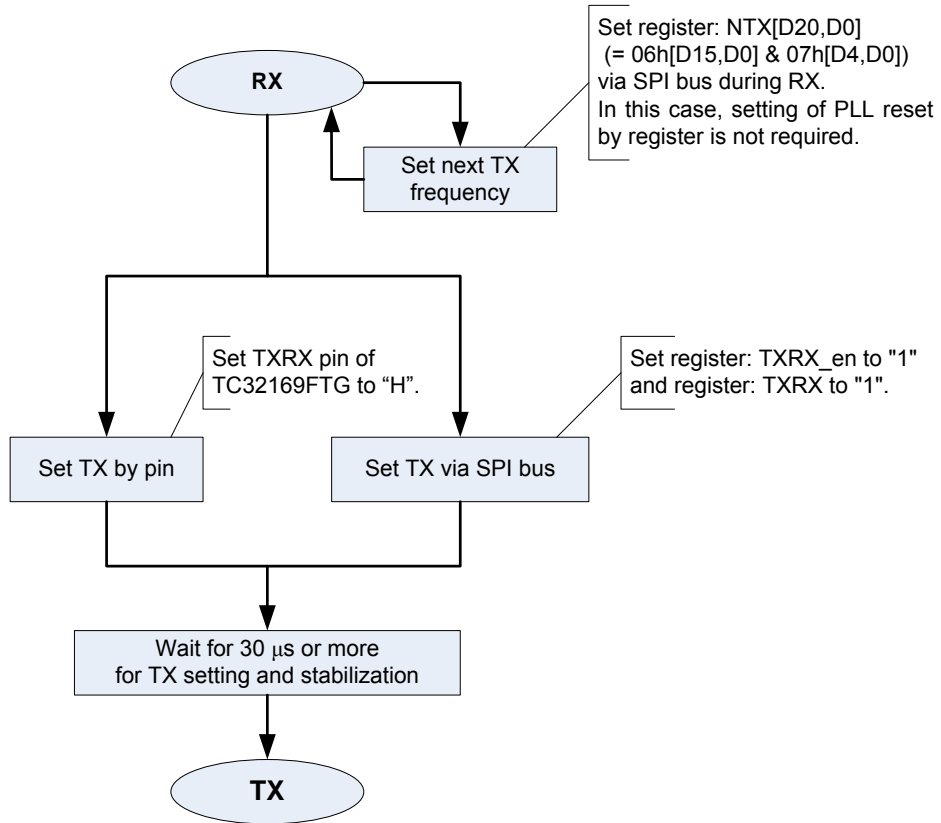 Set register: NTX[D20,D0]
(= 06h[D15,D0] & 07h[D4,D0])
via SPI bus during RX.
In this case, setting of PLL reset
by register is not required.
RX
Set next TX
frequency
Set TXRX pin of
TC32169FTG to “H”.
Set register: TXRX_en to "1"
and register: TXRX to "1".
Set TX by pin
Set TX via SPI bus
Wait for 30 μs or more
for TX setting and stabilization
TX